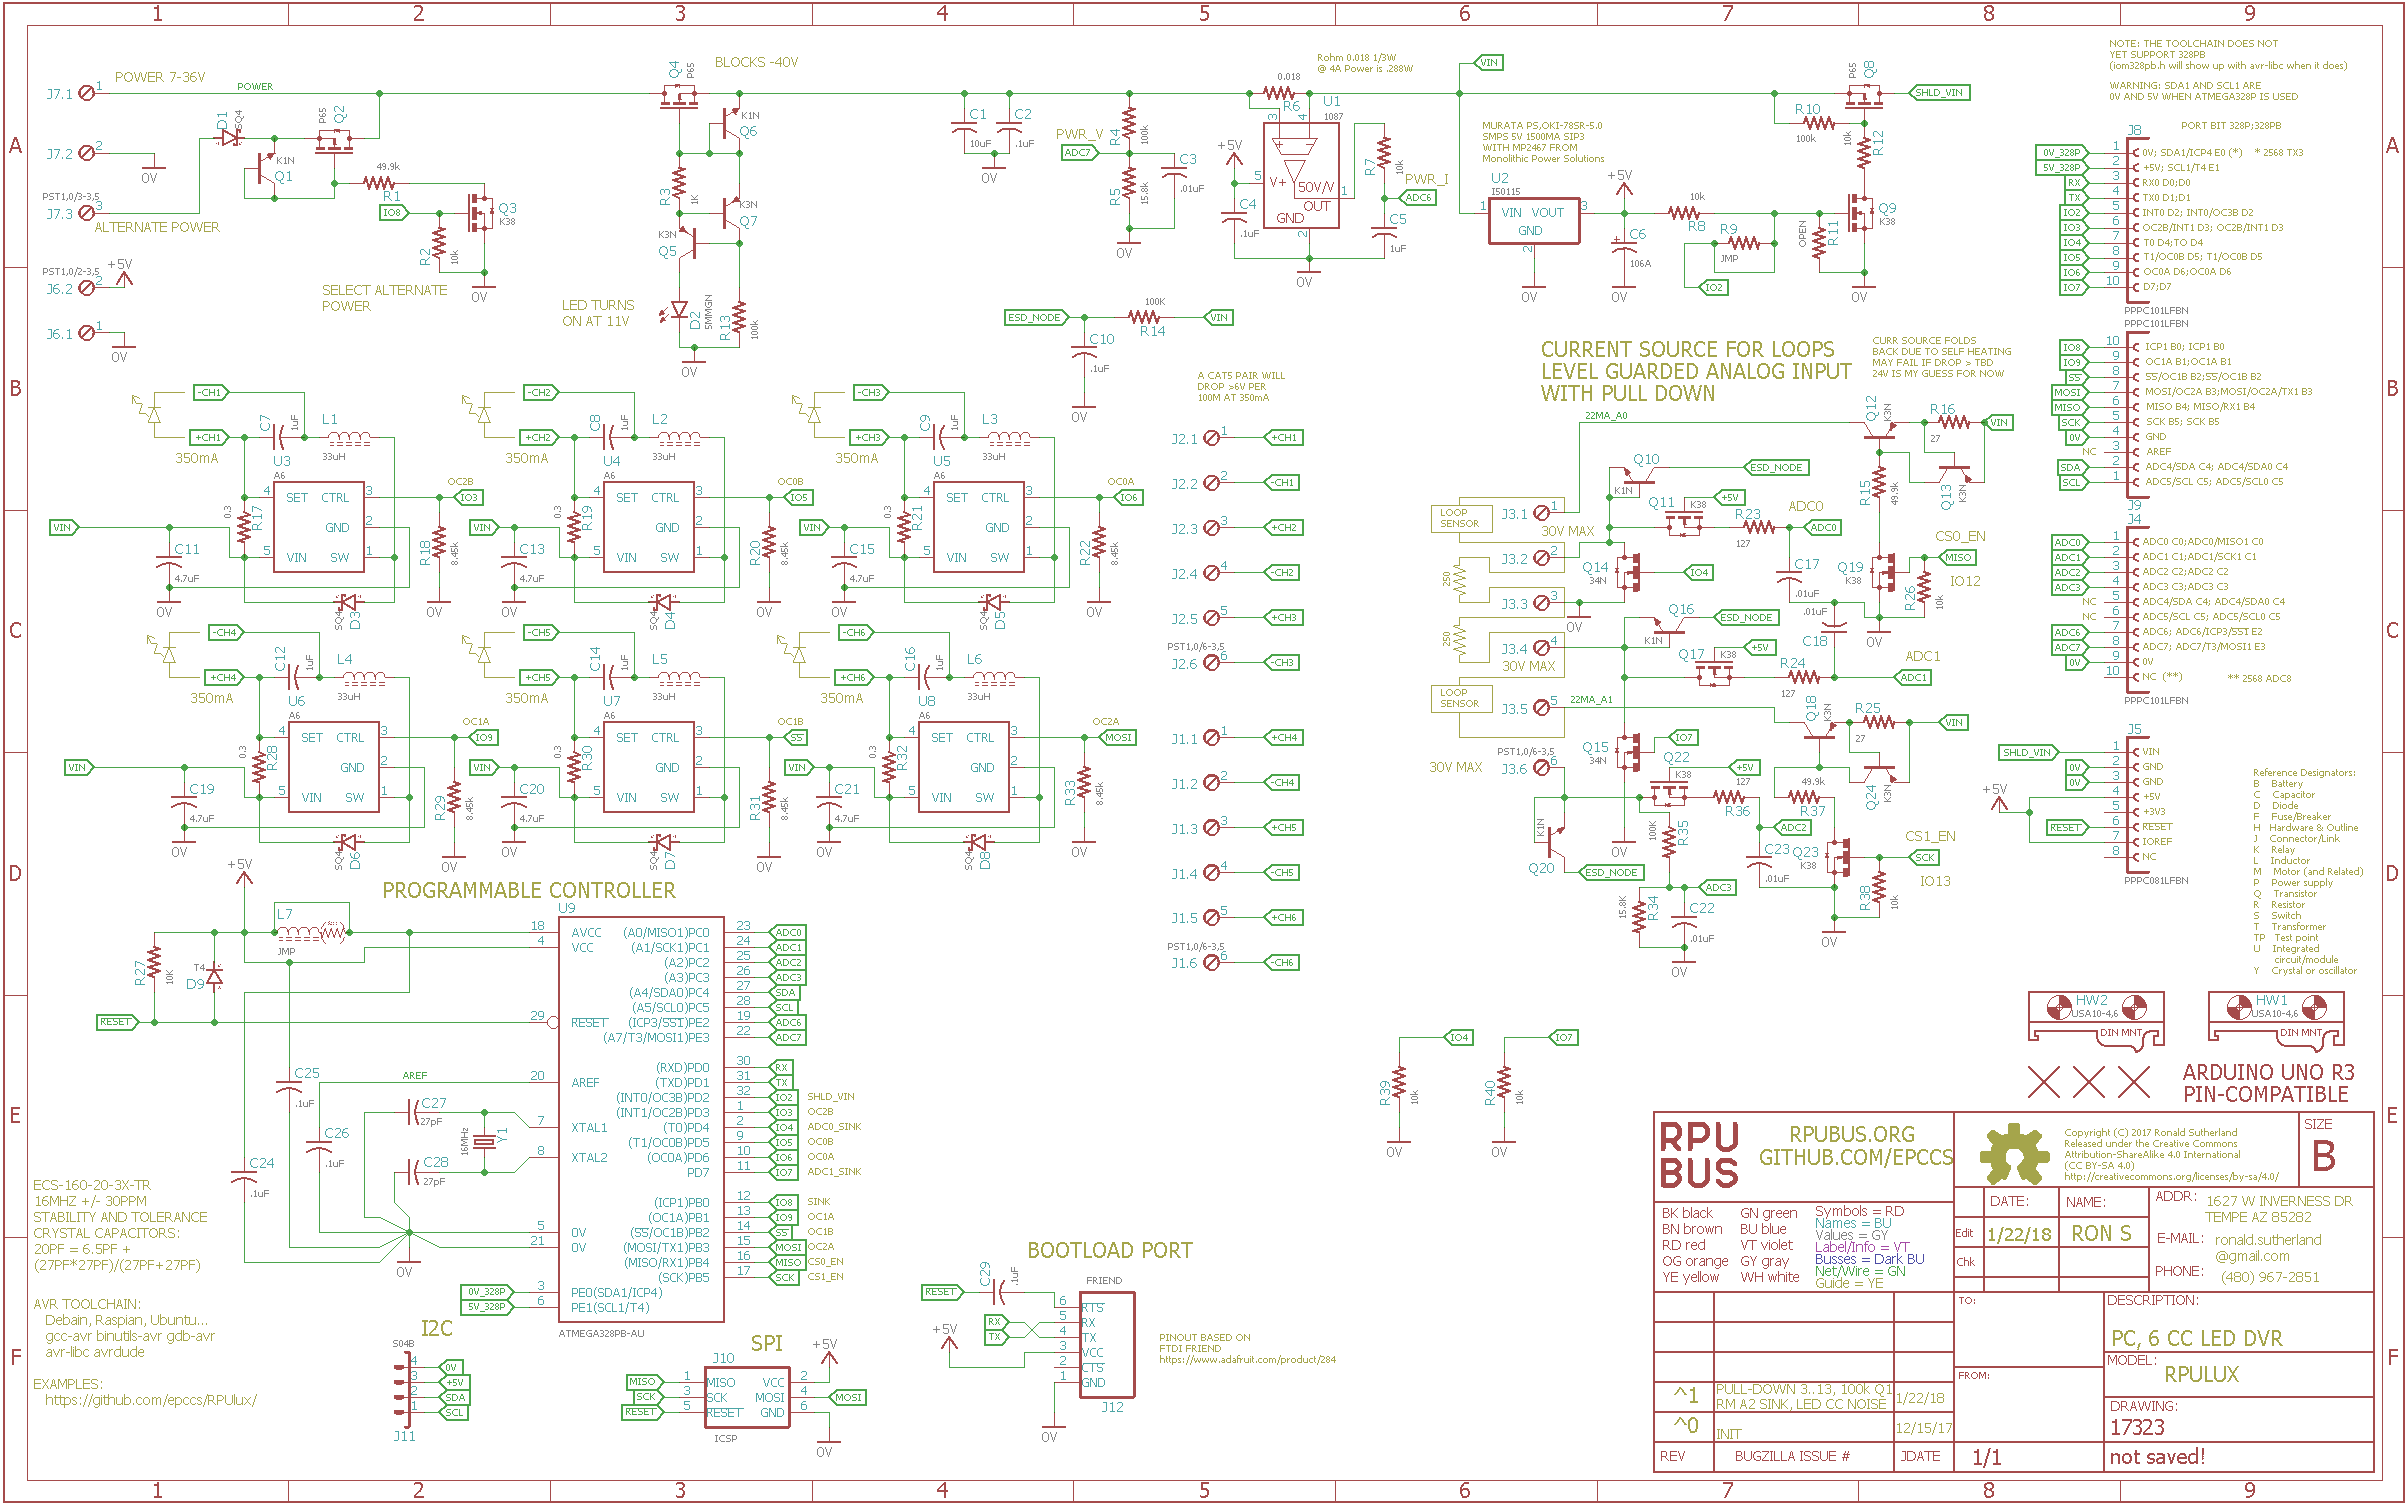 1 2 3 4 5 6 7 8 9
A
B
C
D
E
F
POWER 7-36V
POWER
J7.1 1
J7.2 2
0V
PST1,0/3-3,5
J7.3 3
ALTERNATE POWER
PST1,0/2-3,5
J6.2 2
+5V
J6.1 1
0V
D1 SQ4
K1N
Q1
P65
Q2
49.9k
R1
IO8
R2 10k
Q3
K38
0V
SELECT ALTERNATE
POWER
Q4
P65
BLOCKS -40V
K1N
Q6
R3 1K
K3N
Q7
K3N
Q5
LED TURNS
ON AT 11V
D2
5MMGN
R13 100k
0V
C1
10uF
C2
.1uF
0V
PWR_V
ADC7
R4 100k
R5 15.8k
C3
.01uF
0V
Rohm 0.018 1/3W
@ 4A Power is .288W
0.018
R6
U1
1087
3 4
+5V
5
V+
50V/V
1
OUT
GND
2
C4
.1uF
0V
R7 10k
PWR_I
ADC6
C5
1uF
VIN
MURATA PS,OKI-78SR-5.0
SMPS 5V 1500MA SIP3
WITH MP2467 FROM
Monolithic Power Solutions
U2
I50115
1 VIN VOUT 3
GND
2
0V
+5V
C6
106A
0V
10k
R8
R9
JMP
IO2
OPEN
R11
R10
100k
10k
R12
P65
Q8
SHLD_VIN
Q9
K38
0V
NOTE: THE TOOLCHAIN DOES NOT
YET SUPPORT 328PB
(iom328pb.h will show up with avr-libc when it does)
WARNING: SDA1 AND SCL1 ARE
0V AND 5V WHEN ATMEGA328P IS USED
J8
PORT BIT 328P;328PB
0V_328P 1 0V; SDA1/ICP4 E0 (*) * 2568 TX3
5V_328P 2 +5V; SCL1/T4 E1
RX 3 RX0 D0;D0
TX 4 TX0 D1;D1
IO2 5 INT0 D2; INT0/OC3B D2
IO3 6 OC2B/INT1 D3; OC2B/INT1 D3
IO4 7 T0 D4;TO D4
IO5 8 T1/OC0B D5; T1/OC0B D5
IO6 9 OC0A D6;OC0A D6
IO7 10 D7;D7
PPPC101LFBN
PPPC101LFBN
IO8 10 ICP1 B0; ICP1 B0
IO9 9 OC1A B1;OC1A B1
SS 8 SS/OC1B B2;SS/OC1B B2
MOSI 7 MOSI/OC2A B3;MOSI/OC2A/TX1 B3
MISO 6 MISO B4; MISO/RX1 B4
SCK 5 SCK B5; SCK B5
0V 4 GND
NC 3 AREF
SDA 2 ADC4/SDA C4; ADC4/SDA0 C4
SCL 1 ADC5/SCL C5; ADC5/SCL0 C5
J9
J4
ADC0 1 ADC0 C0;ADC0/MISO1 C0
ADC1 2 ADC1 C1;ADC1/SCK1 C1
ADC2 3 ADC2 C2;ADC2 C2
ADC3 4 ADC3 C3;ADC3 C3
NC 5 ADC4/SDA C4; ADC4/SDA0 C4
NC 6 ADC5/SCL C5; ADC5/SCL0 C5
ADC6 7 ADC6; ADC6/ICP3/SST E2
ADC7 8 ADC7; ADC7/T3/MOSI1 E3
0V 9 0V
10 NC (**) ** 2568 ADC8
PPPC101LFBN
J5
SHLD_VIN 1 VIN
0V 2 GND
0V 3 GND
+5V 4 +5V
5 +3V3
RESET 6 RESET
7 IOREF
8 NC
PPPC081LFBN
Reference Designators:
B Battery
C Capacitor
D Diode
F Fuse/Breaker
H Hardware & Outline
J Connector/Link
K Relay
L Inductor
M Motor (and Related)
P Power supply
Q Transistor
R Resistor
S Switch
T Transformer
TP Test point
U Integrated
circuit/module
Y Crystal or oscillator
ESD_NODE
100K
R14
VIN
C10
.1uF
0V
A CAT5 PAIR WILL
DROP >6V PER
100M AT 350mA
CURRENT SOURCE FOR LOOPS
LEVEL GUARDED ANALOG INPUT
WITH PULL DOWN
CURR SOURCE FOLDS
BACK DUE TO SELF HEATING
MAY FAIL IF DROP > TBD
24V IS MY GUESS FOR NOW
-CH1
+CH1
350mA
C7 1uF
L1
33uH
U3
A6
4 SET CTRL 3
GND 2
5 VIN SW 1
0.3
R17
VIN
C11
4.7uF
0V
SQ4
D3
OC2B
IO3
R18 8.45k
0V
-CH2
+CH2
350mA
C8 1uF
L2
33uH
U4
A6
4 SET CTRL 3
GND 2
5 VIN SW 1
0.3
R19
VIN
C13
4.7uF
0V
SQ4
D4
OC0B
IO5
R20 8.45k
0V
-CH3
+CH3
350mA
C9 1uF
L3
33uH
U5
A6
4 SET CTRL 3
GND 2
5 VIN SW 1
0.3
R21
VIN
C15
4.7uF
0V
SQ4
D5
OC0A
IO6
R22 8.45k
0V
-CH4
+CH4
350mA
C12 1uF
L4
33uH
U6
A6
4 SET CTRL 3
GND 2
5 VIN SW 1
0.3
R28
VIN
C19
4.7uF
0V
SQ4
D6
OC1A
IO9
R29 8.45k
0V
-CH5
+CH5
350mA
C14 1uF
L5
33uH
U7
A6
4 SET CTRL 3
GND 2
5 VIN SW 1
0.3
R30
VIN
C20
4.7uF
0V
SQ4
D7
OC1B
SS
R31 8.45k
0V
-CH6
+CH6
350mA
C16 1uF
L6
33uH
U8
A6
4 SET CTRL 3
GND 2
5 VIN SW 1
0.3
R32
VIN
C21
4.7uF
0V
SQ4
D8
OC2A
MOSI
R33 8.45k
0V
J2.1 1 +CH1
J2.2 2 -CH1
J2.3 3 +CH2
J2.4 4 -CH2
J2.5 5 +CH3
PST1,0/6-3,5
J2.6 6 -CH3
J1.1 1 +CH4
J1.2 2 -CH4
J1.3 3 +CH5
J1.4 4 -CH5
J1.5 5 +CH6
PST1,0/6-3,5
J1.6 6 -CH6
22MA_A0
Q12
K3N
R16
27
VIN
Q13
K3N
R15 49.9k
Q10
K1N
ESD_NODE
Q11
K38
+5V
R23
127
ADC0
ADC0
LOOP
SENSOR
J3.1 1
30V MAX
J3.2 2
250
J3.3 3
0V
Q14
34N
IO4
C17
.01uF
Q19
K38
CS0_EN
MISO
IO12
R26 10k
0V
Q16
K1N
ESD_NODE
.01uF
C18
250
J3.4 4
30V MAX
Q17
K38
+5V
R24
127
ADC1
ADC1
LOOP
SENSOR
J3.5 5
22MA_A1
Q18
K3N
R25
27
VIN
PST1,0/6-3,5
30V MAX
J3.6 6
Q15
34N
IO7
0V
Q22
K38
+5V
127
R36
49.9k
R37
Q24
K3N
ADC2
K1N
Q20
ESD_NODE
100K
R35
C23
.01uF
Q23
K38
CS1_EN
SCK
IO13
R38 10k
0V
ADC3
15.8K
R34
C22
.01uF
0V
PROGRAMMABLE CONTROLLER
+5V
L7
JMP
R27 10K
T4
D9
RESET
U9
18 AVCC (A0/MISO1)PC0 23 ADC0
4 VCC (A1/SCK1)PC1 24 ADC1
(A2)PC2 25 ADC2
(A3)PC3 26 ADC3
(A4/SDA0)PC4 27 SDA
(A5/SCL0)PC5 28 SCL
29 RESET (ICP3/SS1)PE2 19 ADC6
(A7/T3/MOSI1)PE3 22 ADC7
(RXD)PD0 30 RX
AREF 20 AREF (TXD)PD1 31 TX
(INT0/OC3B)PD2 32 IO2 SHLD_VIN
(INT1/OC2B)PD3 1 IO3 OC2B
7 XTAL1 (T0)PD4 2 IO4 ADC0_SINK
(T1/OC0B)PD5 9 IO5 OC0B
8 XTAL2 (OC0A)PD6 10 IO6 OC0A
PD7 11 IO7 ADC1_SINK
(ICP1)PB0 12 IO8 SINK
(OC1A)PB1 13 IO9 OC1A
5 0V (SS/OC1B)PB2 14 SS OC1B
21 0V (MOSI/TX1)PB3 15 MOSI OC2A
(MISO/RX1)PB4 16 MISO CS0_EN
(SCK)PB5 17 SCK CS1_EN
0V_328P 3 PE0(SDA1/ICP4)
5V_328P 6 PE1(SCL1/T4)
ATMEGA328PB-AU
C25
.1uF
C26
.1uF
C24
.1uF
C27
27pF
C28
27pF
16MHz
Y1
0V
ECS-160-20-3X-TR
16MHZ +/- 30PPM
STABILITY AND TOLERANCE
CRYSTAL CAPACITORS:
20PF = 6.5PF +
(27PF*27PF)/(27PF+27PF)
AVR TOOLCHAIN:
Debain, Raspian, Ubuntu...
gcc-avr binutils-avr gdb-avr
avr-libc avrdude
EXAMPLES:
https://github.com/epccs/RPUlux/
I2C
S04B
4 0V
3 +5V
2 SDA
1 SCL
J11
SPI
J10
+5V
MISO 1 MISO VCC 2
SCK 3 SCK MOSI 4 MOSI
RESET 5 RESET GND 6
ICSP
0V
BOOTLOAD PORT
C29 .1uF
RESET
FRIEND
6 RTS
RX 5 RX
TX 4 TX
+5V 3 VCC
2 CTS
1 GND
J12
0V
PINOUT BASED ON
FTDI FRIEND
https://www.adafruit.com/product/284
IO4
R39 10k
0V
IO7
R40 10k
0V
HW2
USA10-4,6
DIN MNT
HW1
USA10-4,6
DIN MNT
ARDUINO UNO R3
PIN-COMPATIBLE
RPU
BUS
RPUBUS.ORG
GITHUB.COM/EPCCS
Copyright (C) 2017 Ronald Sutherland
Released under the Creative Commons
Attribution-ShareAlike 4.0 International
(CC BY-SA 4.0)
http://creativecommons.org/licenses/by-sa/4.0/
SIZE
B
BK black GN green Symbols = RD
BN brown BU blue Names = BU
RD red VT violet Values = GY
OG orange GY gray Label/Info = VT
YE yellow WH white Busses = Dark BU
Net/Wire = GN
Guide = YE
DATE: NAME:
Edit 1/22/18 RON S
Chk
ADDR: 1627 W INVERNESS DR
TEMPE AZ 85282
E-MAIL: ronald.sutherland
@gmail.com
PHONE: (480) 967-2851
TO:
FROM:
DESCRIPTION:
PC, 6 CC LED DVR
MODEL:
RPULUX
DRAWING:
17323
not saved!
^1 PULL-DOWN 3..13, 100k Q1
RM A2 SINK, LED CC NOISE 1/22/18
^0 INIT 12/15/17
REV BUGZILLA ISSUE # JDATE 1/1
1 2 3 4 5 6 7 8 9
A
B
C
D
E
F